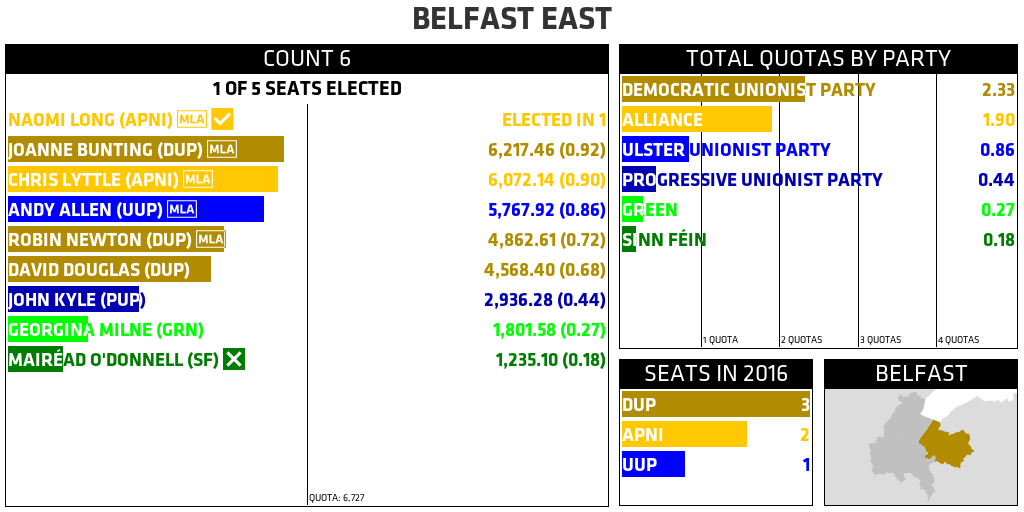 BELFAST EAST
COUNT 6
1 OF 5 SEATS ELECTED
NAOMI LONG (APNI) MLA ELECTED IN 1
JOANNE BUNTING (DUP) MLA 6,217.46 (0.92)
CHRIS LYTTLE (APNI) MLA 6,072.14 (0.90)
ANDY ALLEN (UUP) MLA 5,767.92 (0.86)
ROBIN NEWTON (DUP) MLA 4,862.61 (0.72)
DAVID DOUGLAS (DUP) 4,568.40 (0.68)
JOHN KYLE (PUP) 2,936.28 (0.44)
GEORGINA MILNE (GRN) 1,801.58 (0.27)
MAIRÉAD O'DONNELL (SF) 1,235.10 (0.18)
QUOTA: 6,727
TOTAL QUOTAS BY PARTY
DEMOCRATIC UNIONIST PARTY 2.33
ALLIANCE 1.90
ULSTER UNIONIST PARTY 0.86
PROGRESSIVE UNIONIST PARTY 0.44
GREEN 0.27
SINN FÉIN 0.18
1 QUOTA 2 QUOTAS 3 QUOTAS 4 QUOTAS
SEATS IN 2016
DUP 3
APNI 2
UUP 1
BELFAST